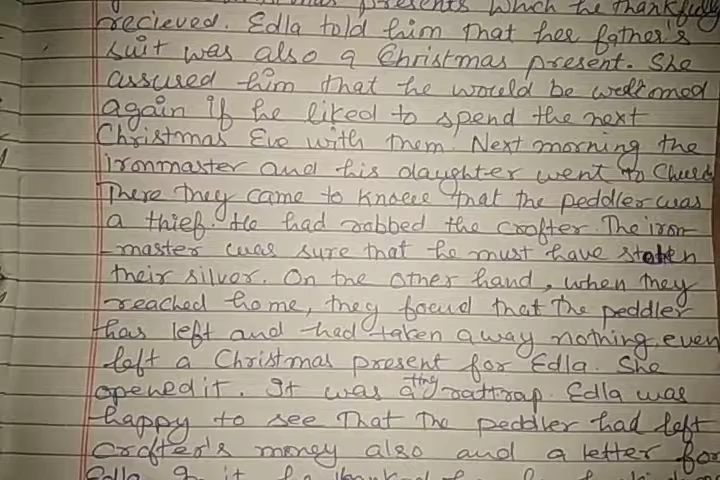 presents which he thankfully
recieved. Edla told him that her father's
suit was also a Christmas present. She
assured him that he would be welcomed
again if he liked to spend the next
Christmas Eve with them. Next morning the
ironmaster and his daughter went to
There they came to know that the peddler was
a thief. He had robbed the crofter. The iron-
-master was sure that he must have stolen
their silver. On the other hand, when they
reached home, they found that the peddler
has left and had taken away nothing even
left a Christmas present for Edla. She
opened it. It was a tiny rattrap. Edla was
happy to see that the peddler had left
crofter's money also and a letter for
Edla